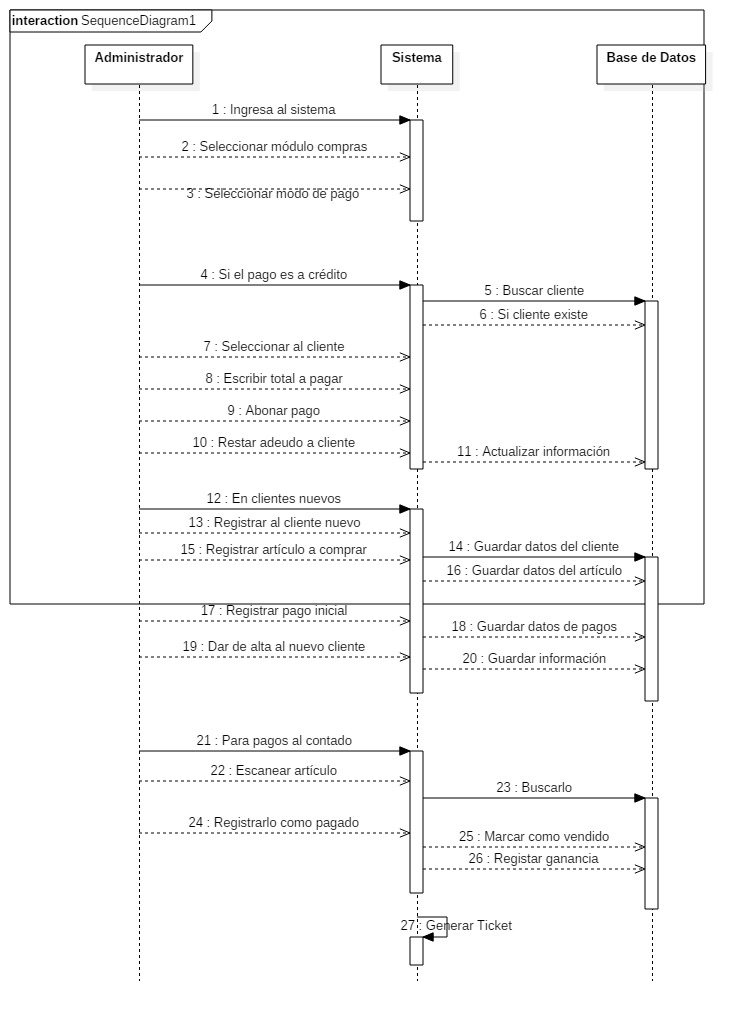 interaction SequenceDiagram1
Administrador
Sistema
Base de Datos
1 : Ingresa al sistema
2 : Seleccionar módulo compras
3 : Seleccionar modo de pago
4 : Si el pago es a crédito
5 : Buscar cliente
6 : Si cliente existe
7 : Seleccionar al cliente
8 : Escribir total a pagar
9 : Abonar pago
10 : Restar adeudo a cliente
11 : Actualizar información
12 : En clientes nuevos
13 : Registrar al cliente nuevo
14 : Guardar datos del cliente
15 : Registrar artículo a comprar
16 : Guardar datos del artículo
17 : Registrar pago inicial
18 : Guardar datos de pagos
19 : Dar de alta al nuevo cliente
20 : Guardar información
21 : Para pagos al contado
22 : Escanear artículo
23 : Buscarlo
24 : Registrarlo como pagado
25 : Marcar como vendido
26 : Registar ganancia
27 : Generar Ticket